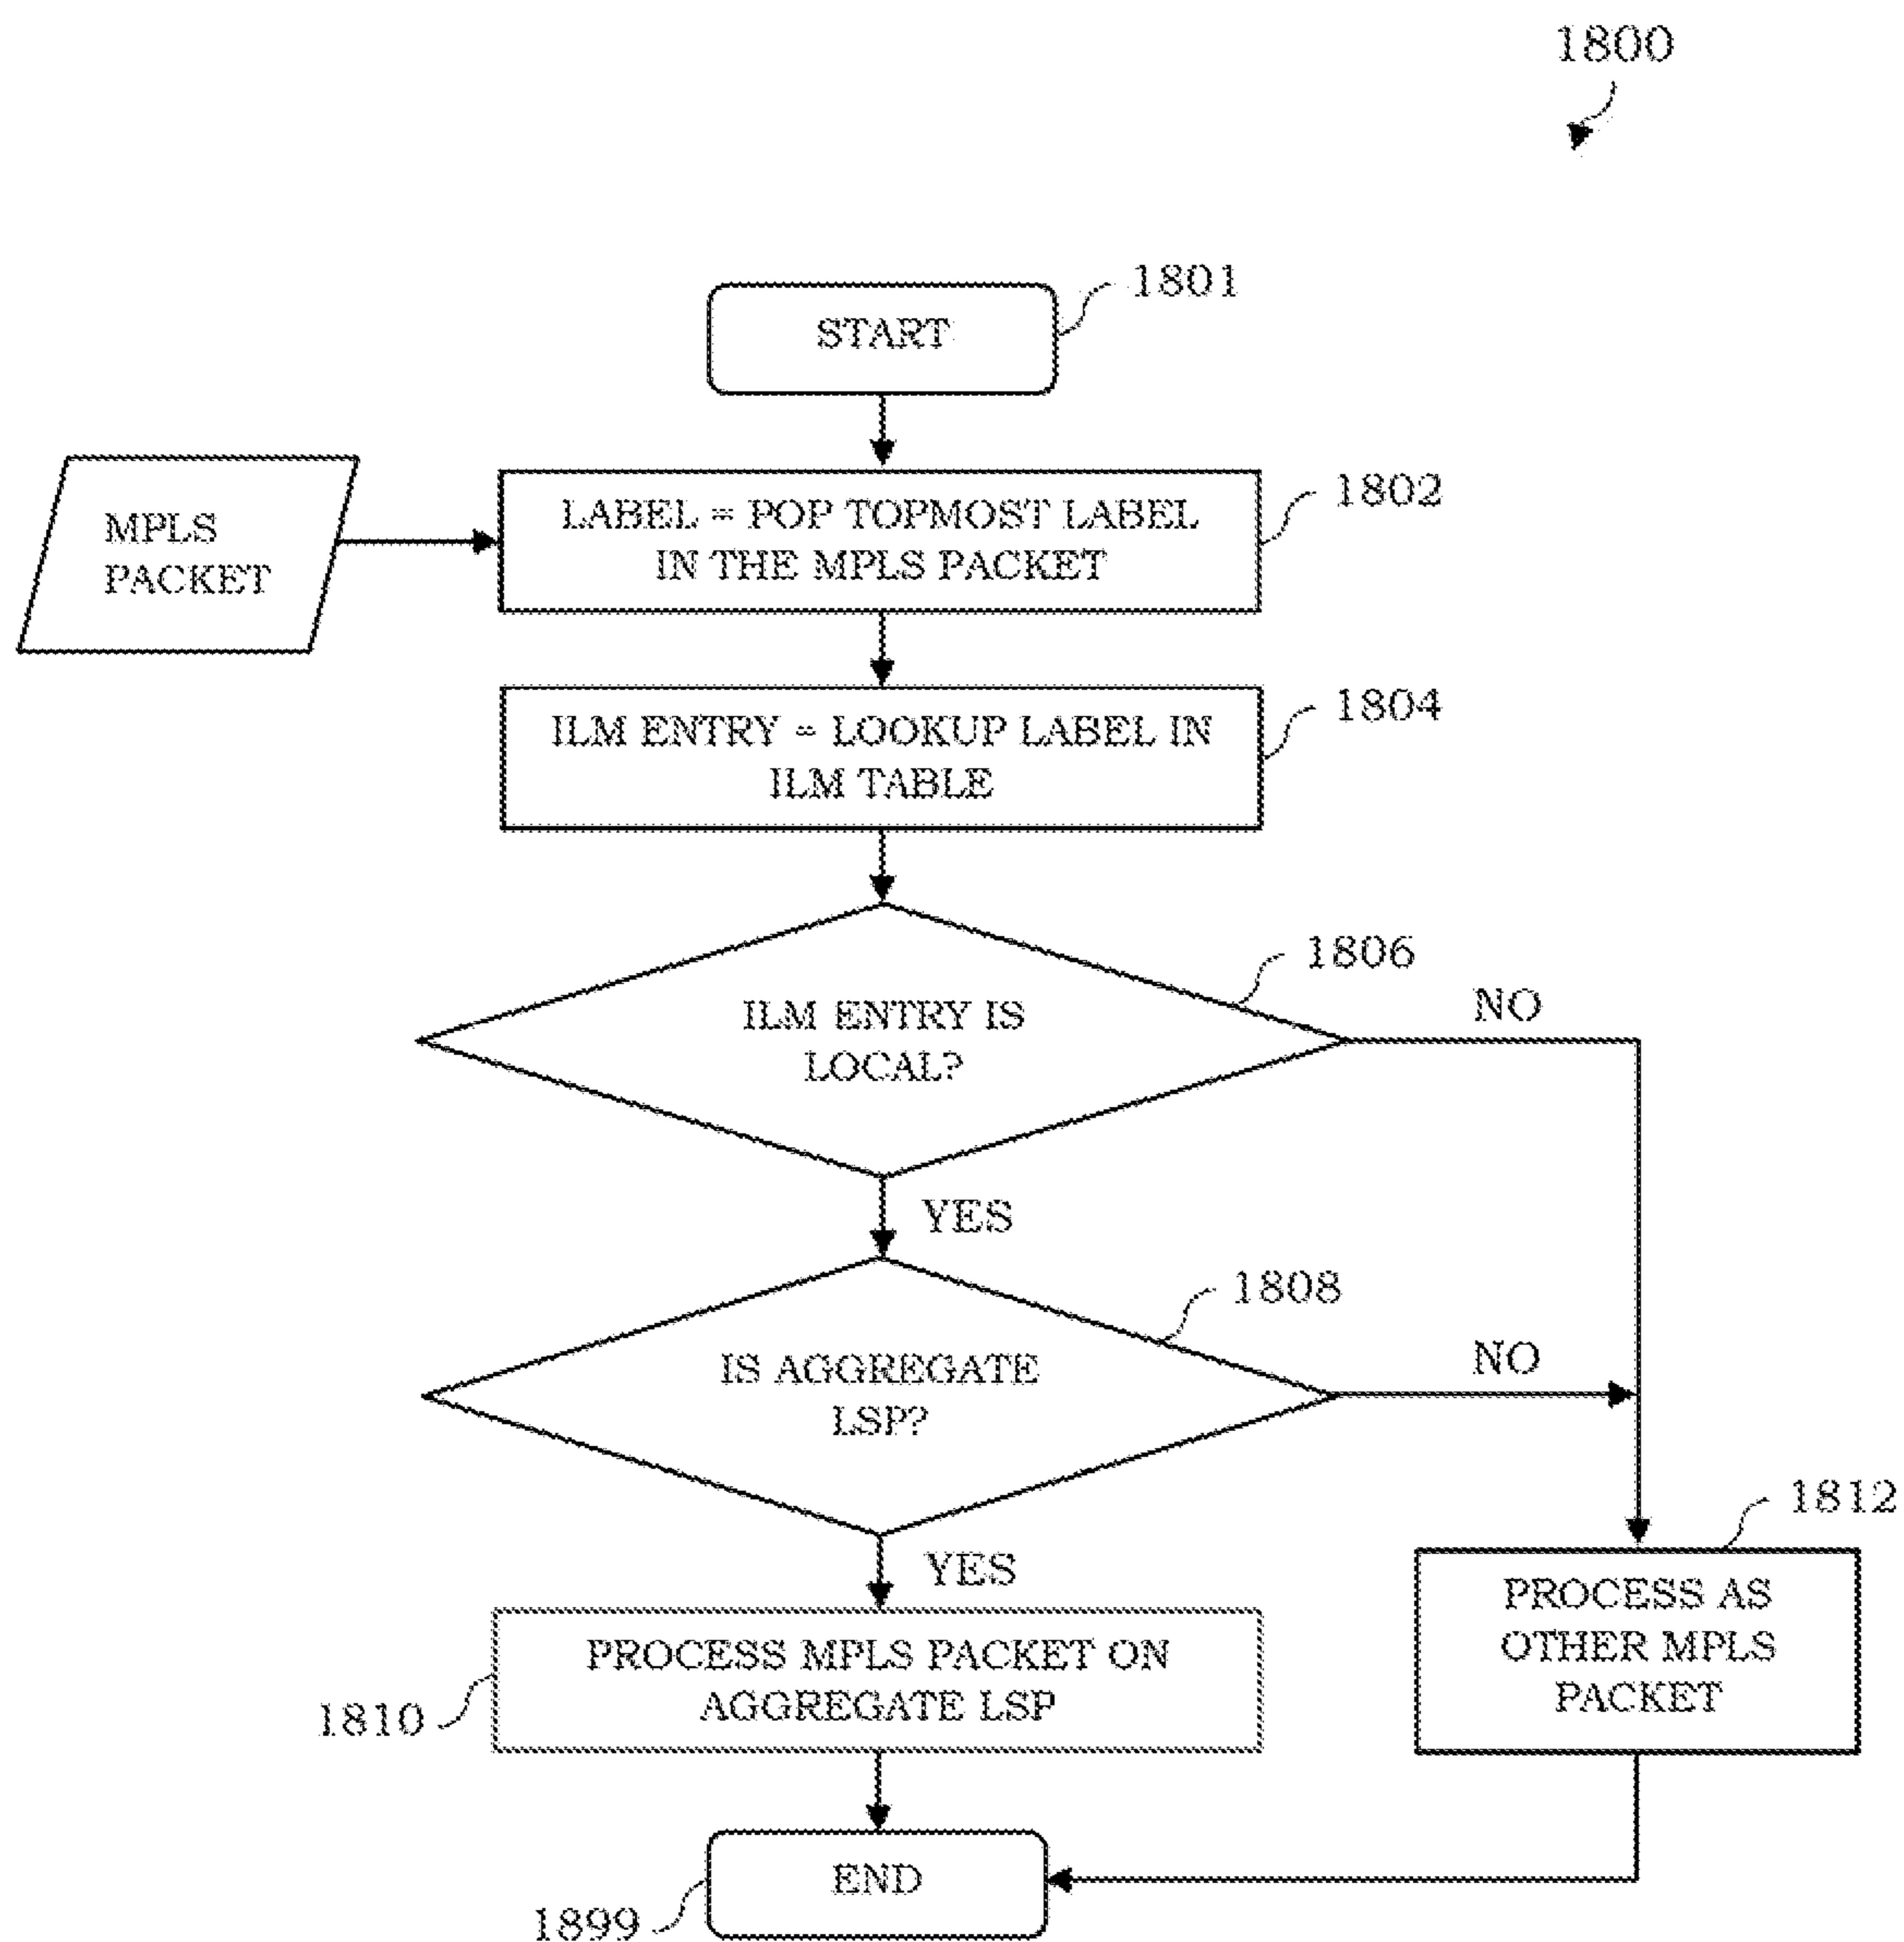 1800
1801
START
MPLS
PACKET
1802
LABEL = POP TOPMOST LABEL
IN THE MPLS PACKET
1804
ILM ENTRY = LOOKUP LABEL IN
ILM TABLE
1806
ILM ENTRY IS
LOCAL?
NO
YES
1808
IS AGGREGATE
LSP?
NO
YES
1812
PROCESS AS
OTHER MPLS
PACKET
PROCESS MPLS PACKET ON
AGGREGATE LSP
1810
END
1899